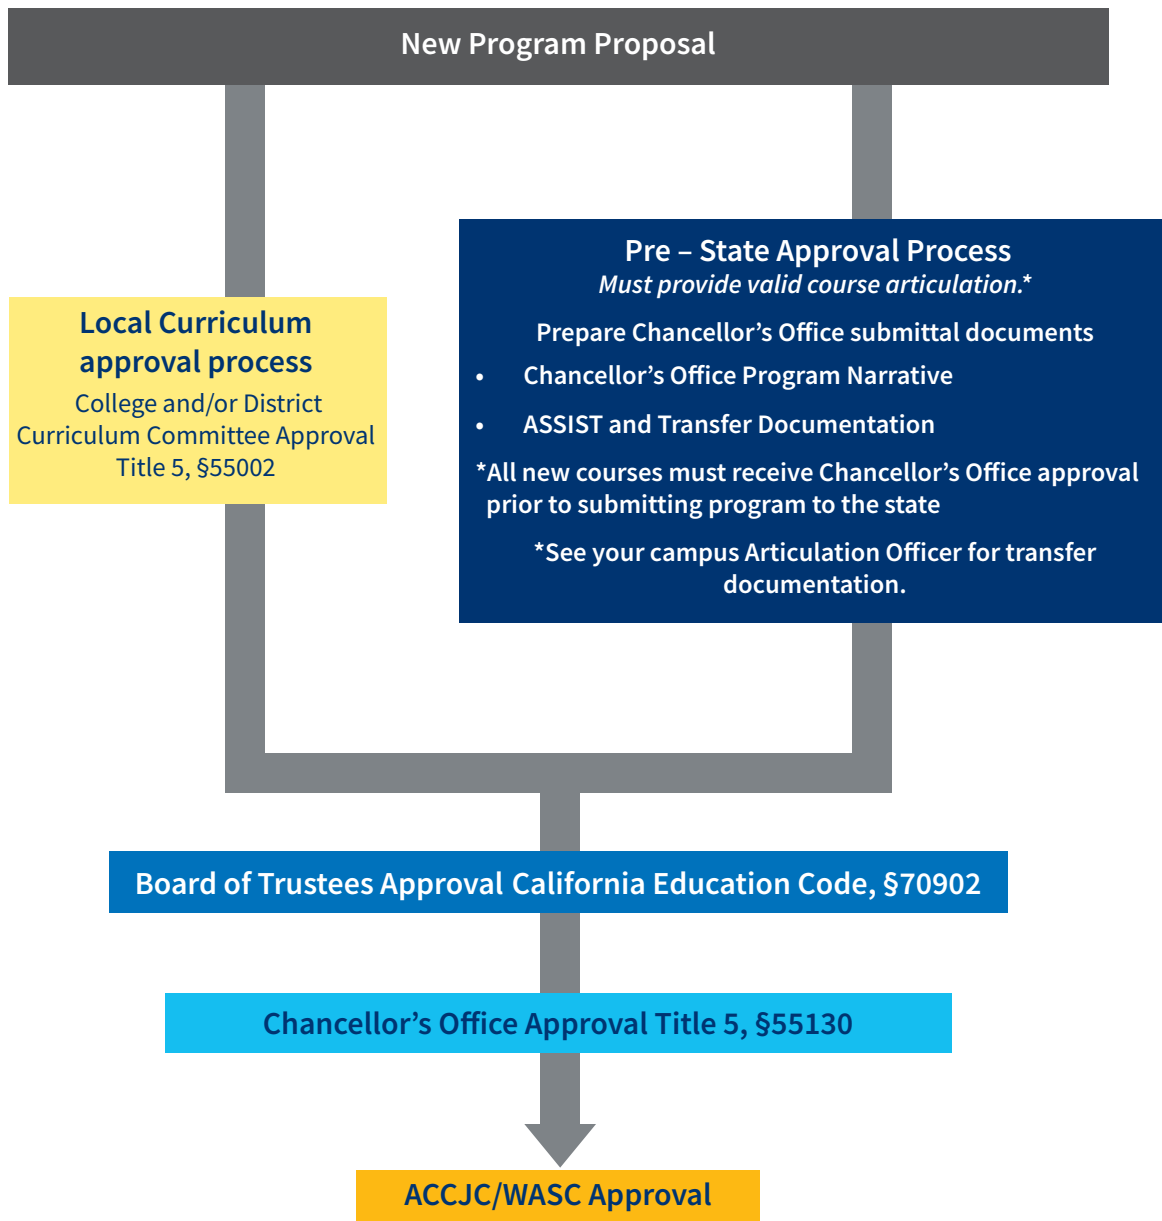 New Program Proposal
Local Curriculum
approval process
College and/or District
Curriculum Committee Approval
Title 5, §55002
Pre – State Approval Process
Must provide valid course articulation.*
Prepare Chancellor’s Office submittal documents
• Chancellor’s Office Program Narrative
• ASSIST and Transfer Documentation
*All new courses must receive Chancellor’s Office approval
prior to submitting program to the state
*See your campus Articulation Officer for transfer
documentation.
Board of Trustees Approval California Education Code, §70902
Chancellor’s Office Approval Title 5, §55130
ACCJC/WASC Approval